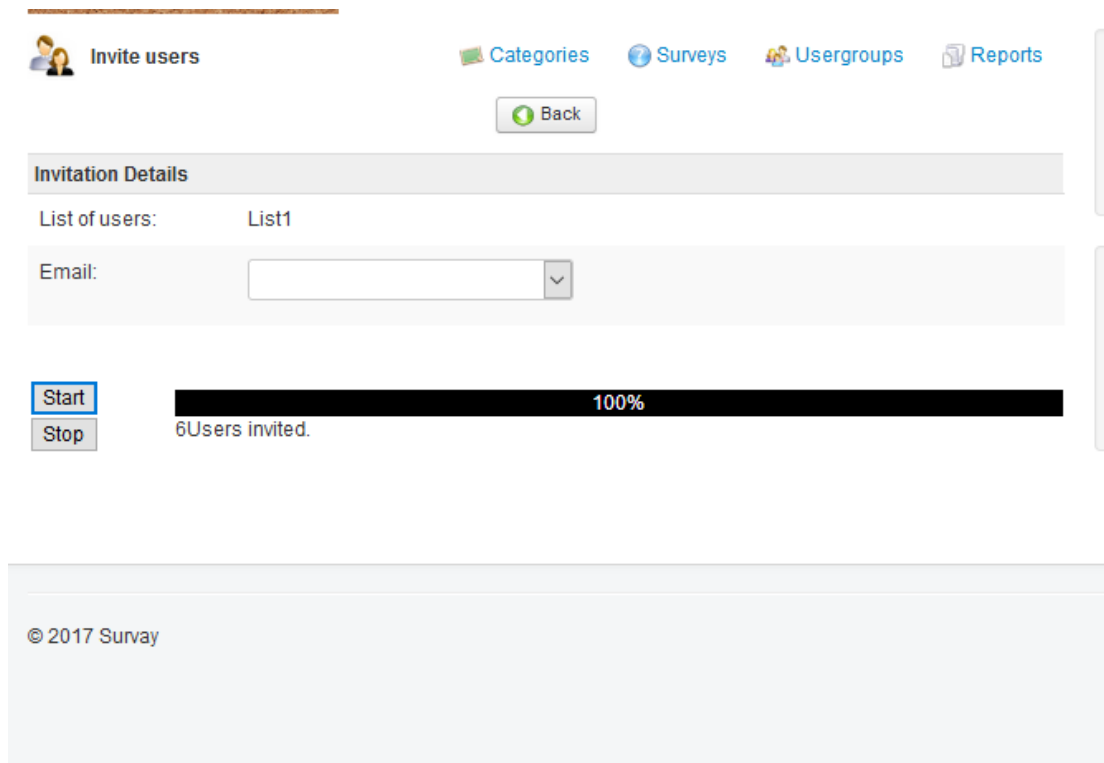 Invite users
Categories Surveys Usergroups Reports
Back
Invitation Details
List of users: List1
Email:
Start
100%
Stop
6Users invited.
© 2017 Survay